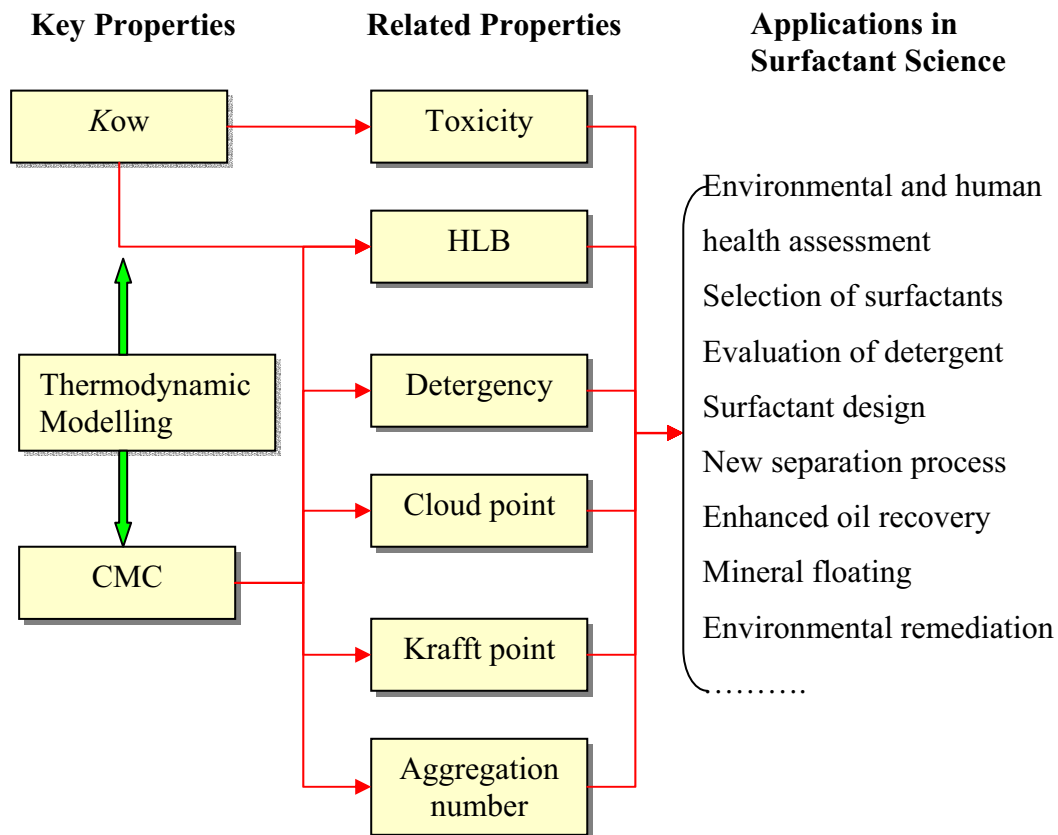 Key Properties
Related Properties
Applications in
Surfactant Science
Kow
Thermodynamic
Modelling
CMC
Toxicity
HLB
Detergency
Cloud point
Krafft point
Aggregation
number
Environmental and human
health assessment
Selection of surfactants
Evaluation of detergent
Surfactant design
New separation process
Enhanced oil recovery
Mineral floating
Environmental remediation
……….